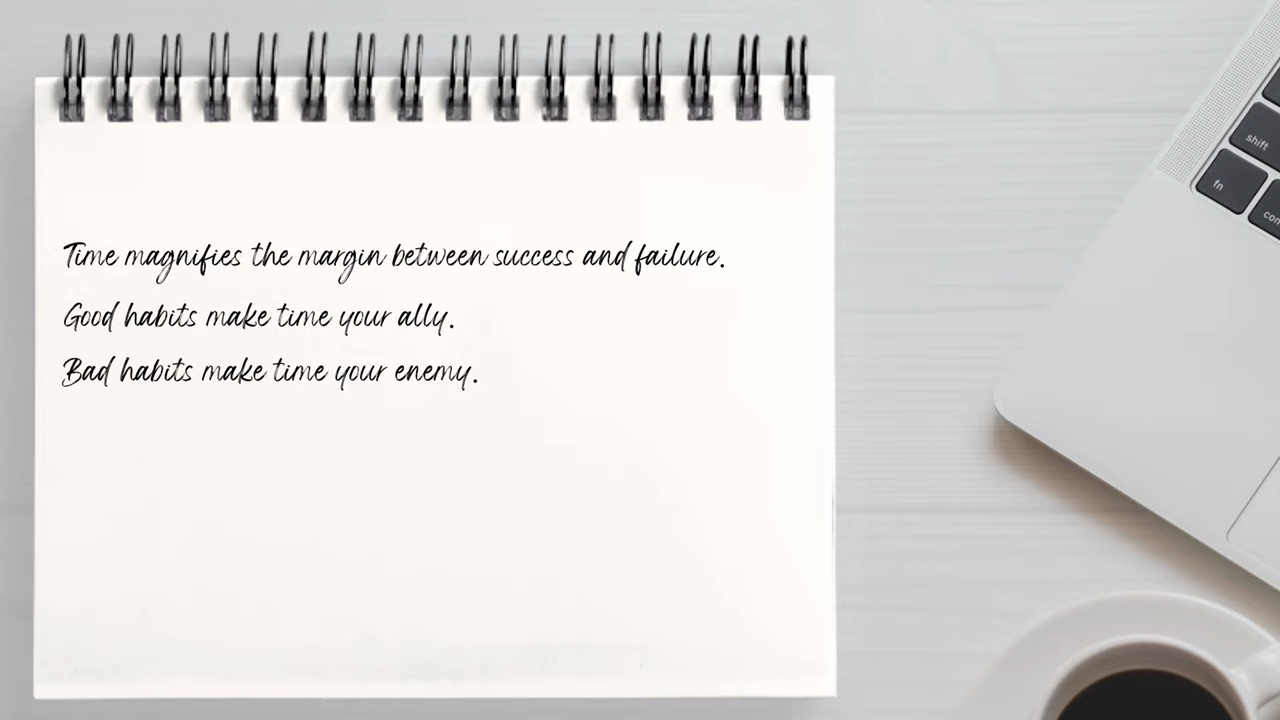 Time magnifies the margin between success and failure.
Good habits make time your ally.
Bad habits make time your enemy.
shift
fn